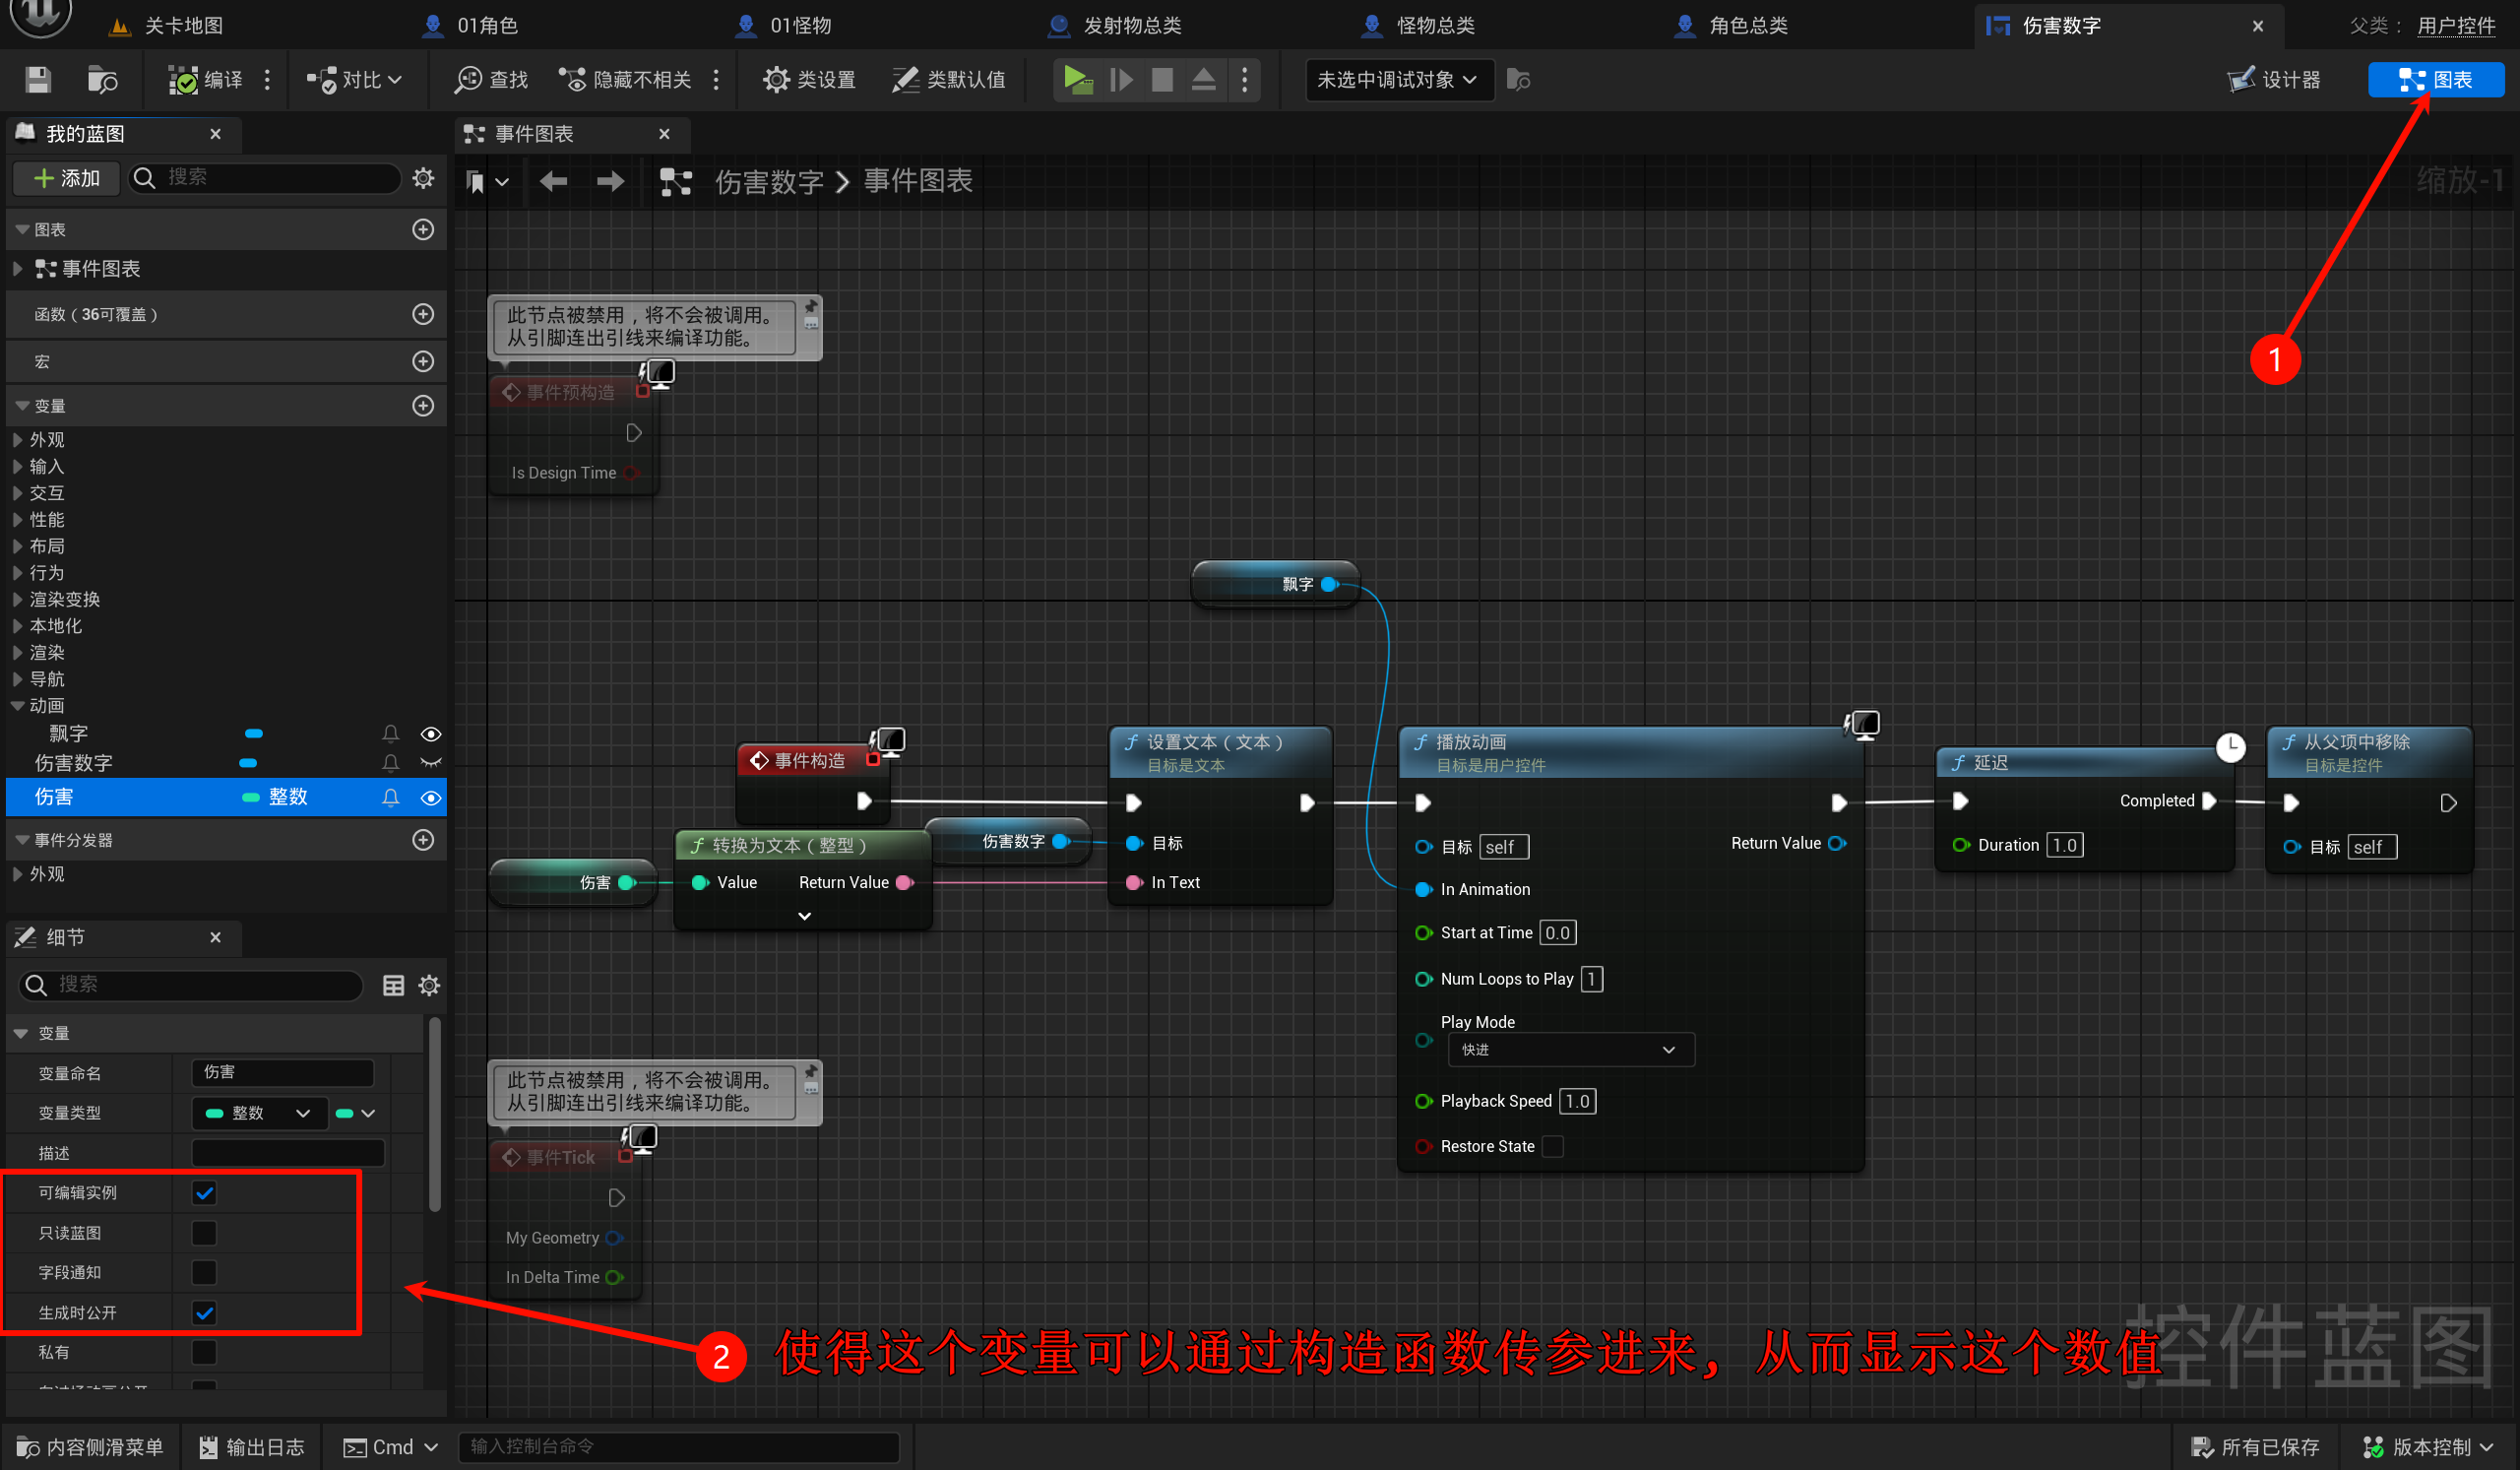 关卡地图
01角色
01怪物
发射物总类
怪物总类
角色总类
伤害数字
父类：
用户控件
编译
对比
查找
隐藏不相关
类设置
类默认值
未选中调试对象
设计器
图表
我的蓝图
事件图表
添加
搜索
伤害数字
事件图表
缩放-1
图表
事件图表
函数（36可覆盖）
宏
变量
外观
输入
交互
性能
布局
行为
渲染变换
本地化
渲染
导航
动画
飘字
伤害数字
伤害
整数
事件分发器
外观
细节
搜索
变量
变量命名
伤害
变量类型
整数
描述
可编辑实例
只读蓝图
字段通知
生成时公开
私有
此节点被禁用，将不会被调用。
从引脚连出引线来编译功能。
事件预构造
Is Design Time
1
飘字
事件构造
伤害
转换为文本（整型）
Value
Return Value
伤害数字
设置文本（文本）
目标是文本
目标
In Text
播放动画
目标是用户控件
目标
self
Return Value
In Animation
Start at Time
0.0
Num Loops to Play
1
Play Mode
快进
Playback Speed
1.0
Restore State
延迟
Completed
Duration
1.0
从父项中移除
目标是控件
目标
self
此节点被禁用，将不会被调用。
从引脚连出引线来编译功能。
事件Tick
My Geometry
In Delta Time
2
使得这个变量可以通过构造函数传参进来，从而显示这个数值
控件蓝图
内容侧滑菜单
输出日志
Cmd
输入控制台命令
所有已保存
版本控制